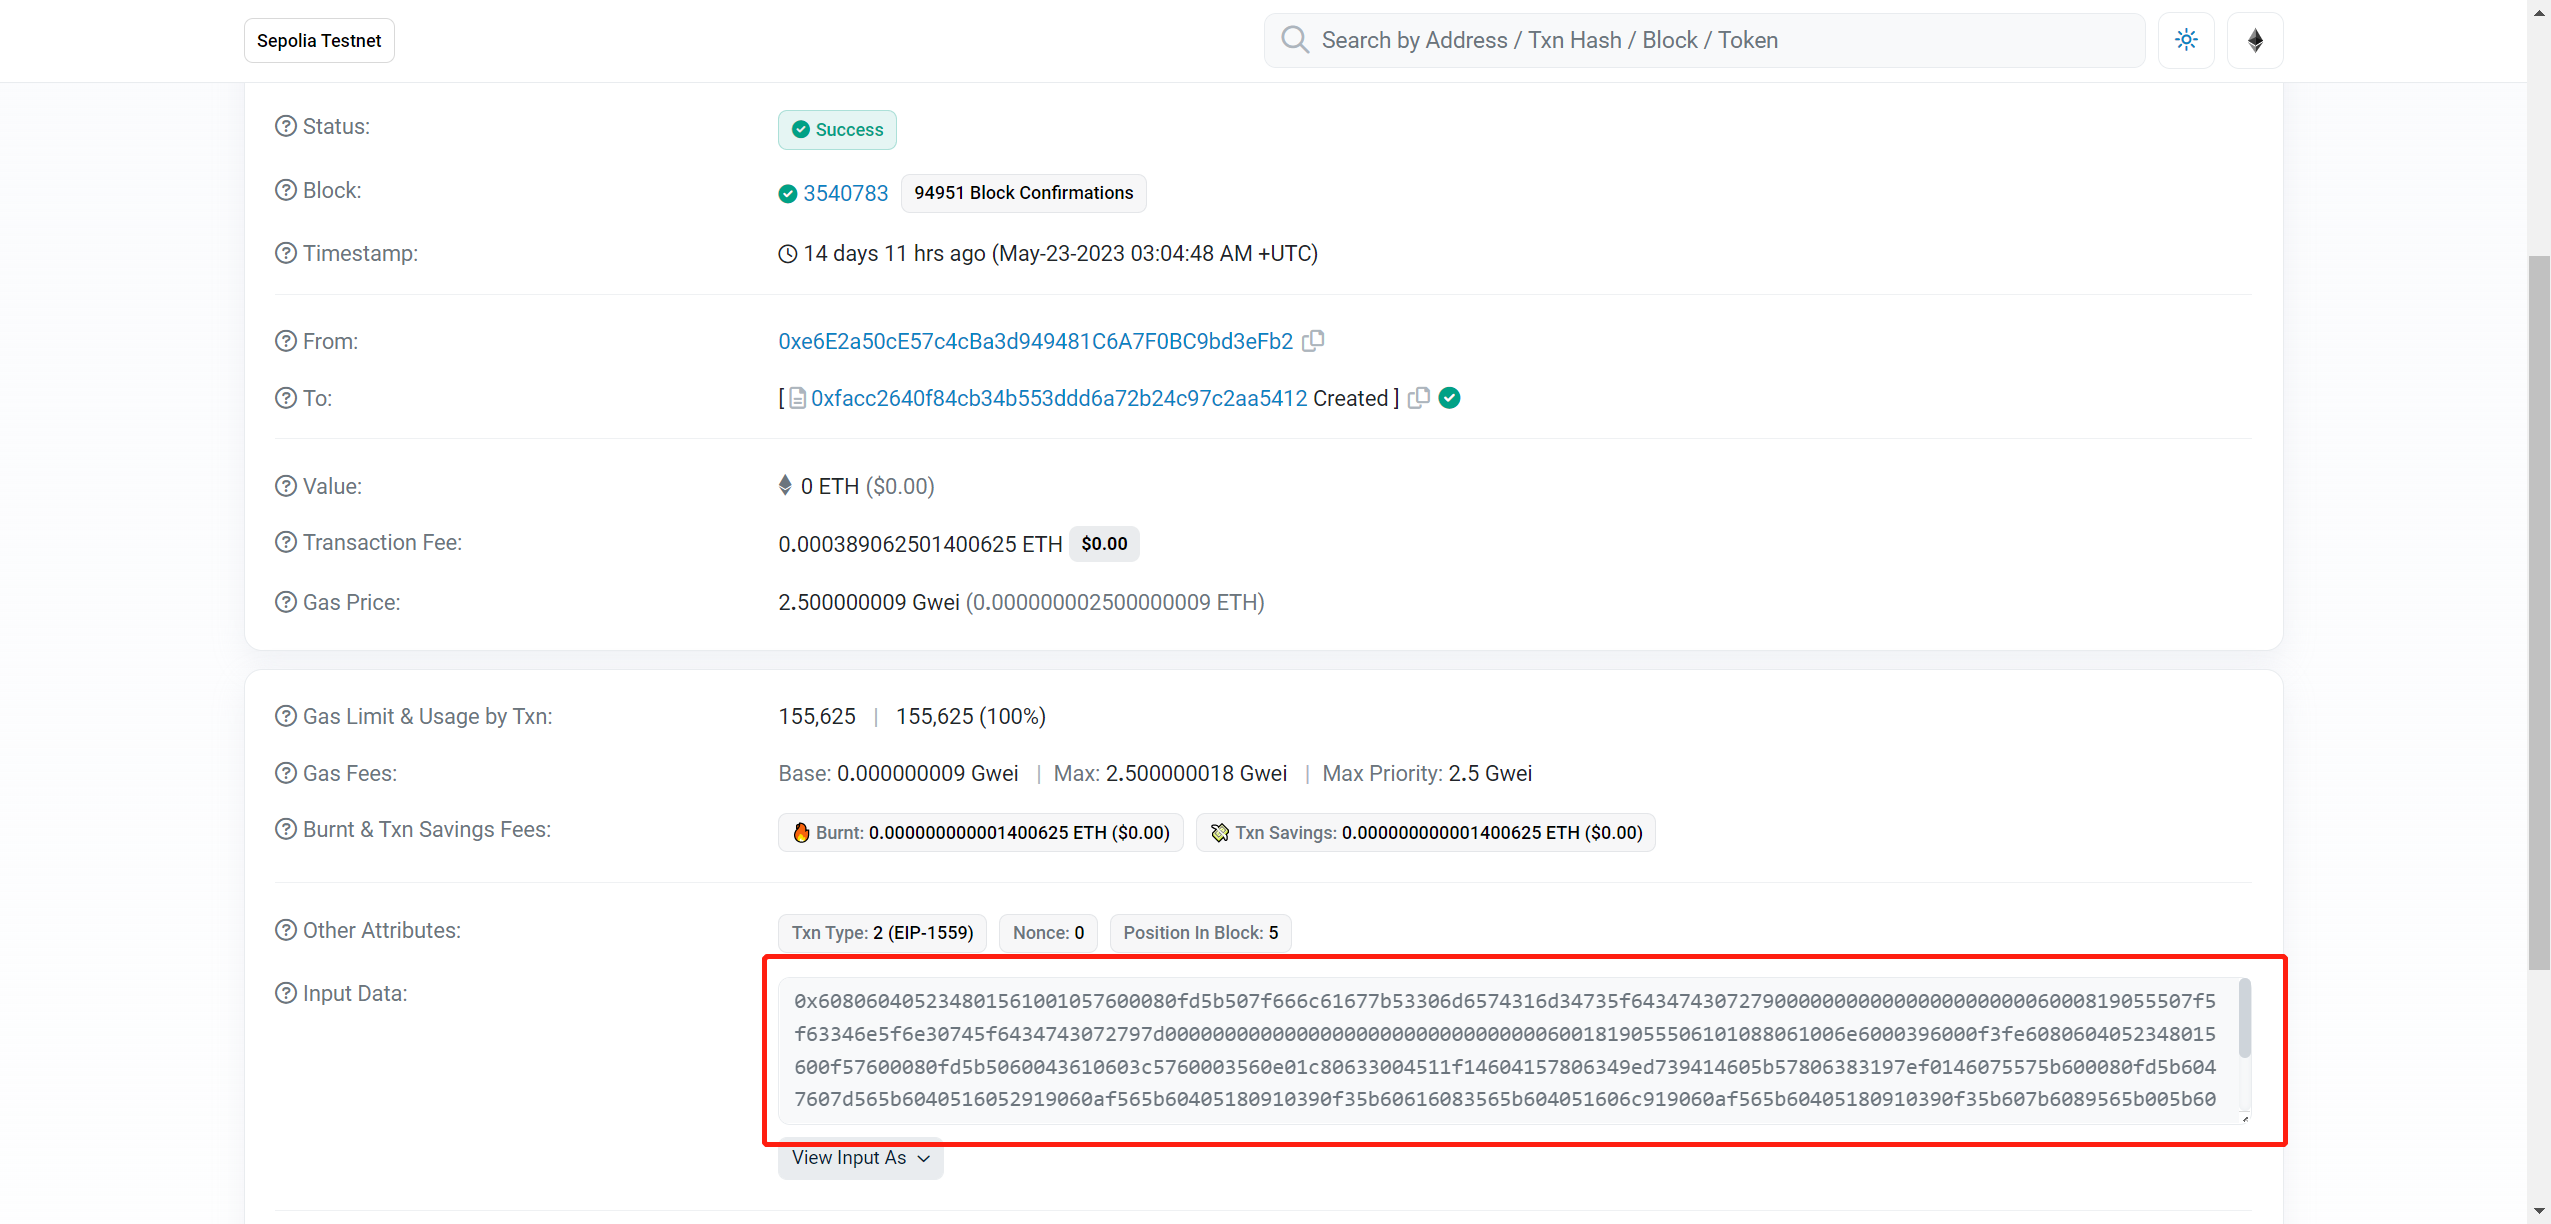 Sepolia Testnet
Search by Address / Txn Hash / Block / Token
Status:
Success
Block:
3540783
94951 Block Confirmations
Timestamp:
14 days 11 hrs ago (May-23-2023 03:04:48 AM +UTC)
From:
0xe6E2a50cE57c4cBa3d949481C6A7F0BC9bd3eFb2
To:
[ 0xfacc2640f84cb34b553ddd6a72b24c97c2aa5412 Created ]
Value:
0 ETH ($0.00)
Transaction Fee:
0.000389062501400625 ETH $0.00
Gas Price:
2.500000009 Gwei (0.000000002500000009 ETH)
Gas Limit & Usage by Txn:
155,625 | 155,625 (100%)
Gas Fees:
Base: 0.000000009 Gwei | Max: 2.500000018 Gwei | Max Priority: 2.5 Gwei
Burnt & Txn Savings Fees:
Burnt: 0.000000000001400625 ETH ($0.00) Txn Savings: 0.000000000001400625 ETH ($0.00)
Other Attributes:
Txn Type: 2 (EIP-1559) Nonce: 0 Position In Block: 5
Input Data:
0x608060405234801561001057600080fd5b507f666c61677b53306d6574316d34735f64347430727900000000000000000000006000819055507f5
f63346e5f6e30745f6434743072797d0000000000000000000000000000000060018190555061010880610​06e6000396000f3fe6080604052348015
600f57600080fd5b5060043610603c5760003560e01c80633004511f14604157806349ed739414605b57806383197ef0146075575b600080fd5b604
7607d565b6040516052919060af565b60405180910390f35b60616083565b604051606c919060af565b60405180910390f35b607b6089565b005b60
View Input As